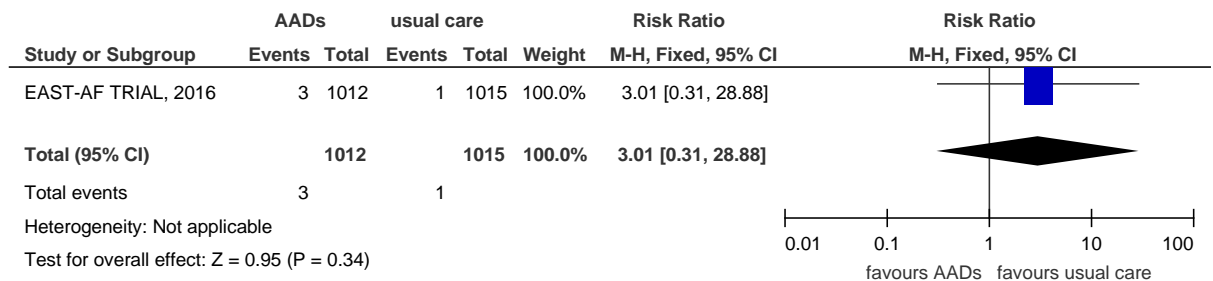 AADs usual care Risk Ratio Risk Ratio
Study or Subgroup Events Total Events Total Weight M-H, Fixed, 95% CI M-H, Fixed, 95% CI
EAST-AF TRIAL, 2016 3 1012 1 1015 100.0% 3.01 [0.31, 28.88]
Total (95% CI) 1012 1015 100.0% 3.01 [0.31, 28.88]
Total events 3 1
Heterogeneity: Not applicable
Test for overall effect: Z = 0.95 (P = 0.34)
0.01 0.1 1 10 100
favours AADs favours usual care